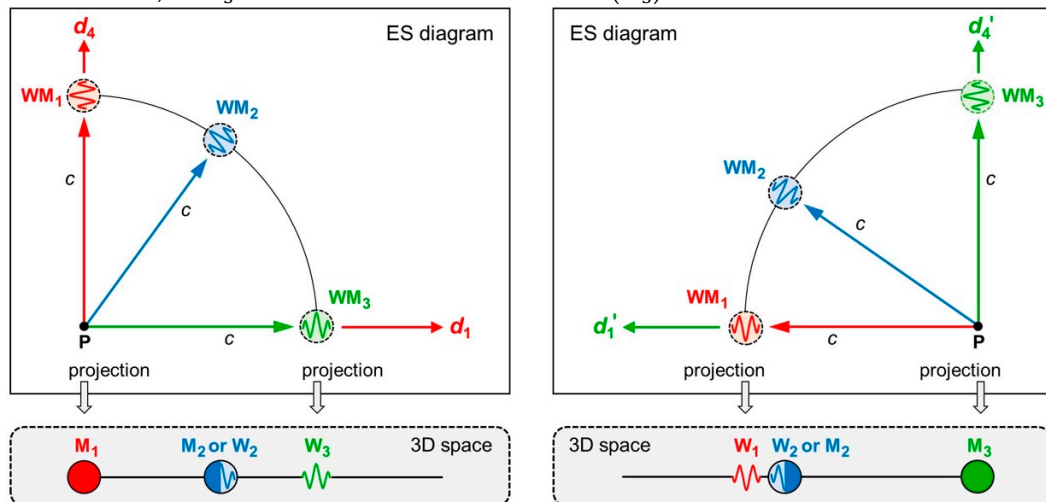 d₄
ES diagram
WM₁
WM₂
c
c
WM₃
P
c
d₁
projection
projection
M₁
M₂ or W₂
W₃
3D space
ES diagram
d₄'
WM₃
WM₂
c
c
WM₁
d₁'
c
P
projection
projection
3D space
W₁
W₂ or M₂
M₃